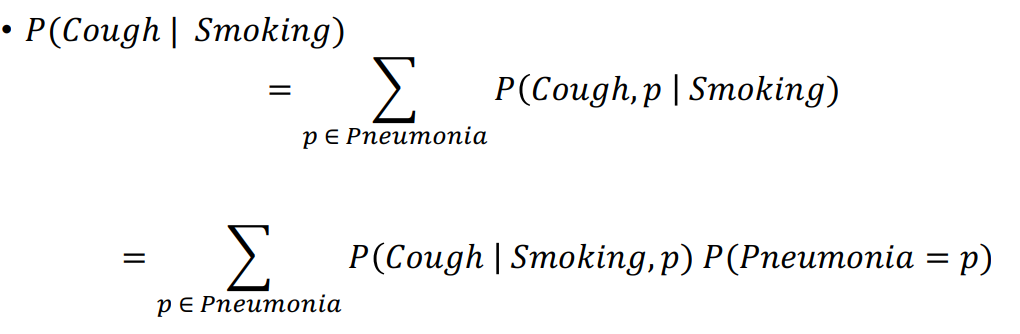 • P(Cough | Smoking)
= ∑ P(Cough, p | Smoking)
p ∈ Pneumonia
= ∑ P(Cough | Smoking, p) P(Pneumonia = p)
p ∈ Pneumonia